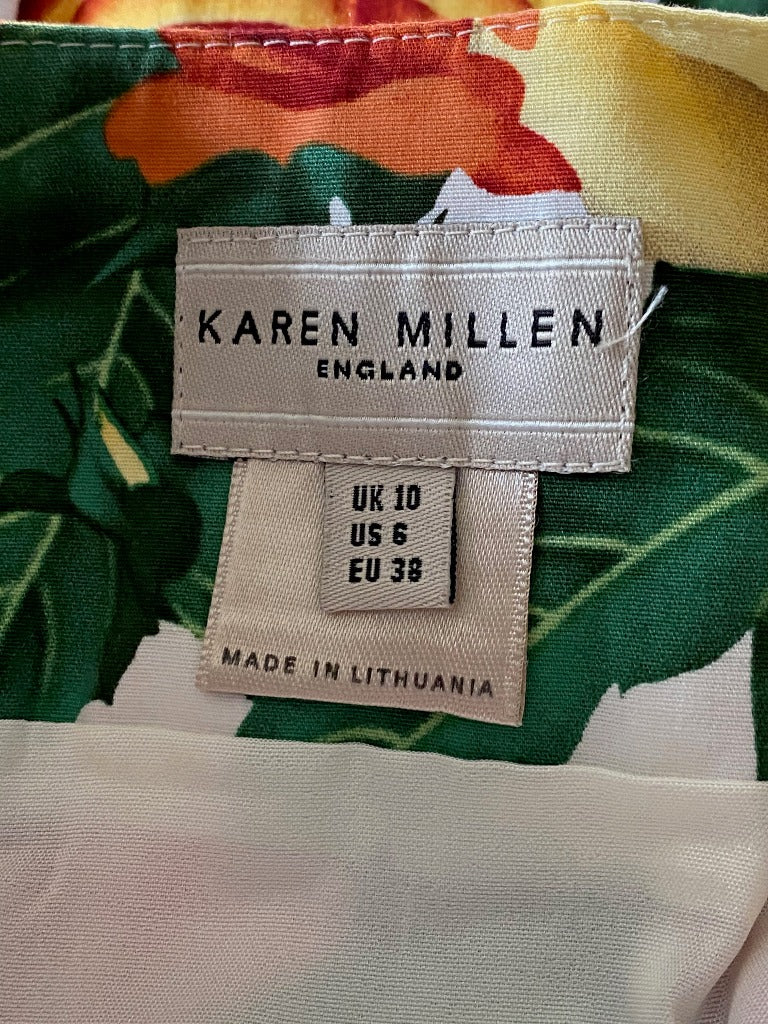 KAREN MILLEN
ENGLAND
UK 10
US 6
EU 38
MADE IN LITHUANIA